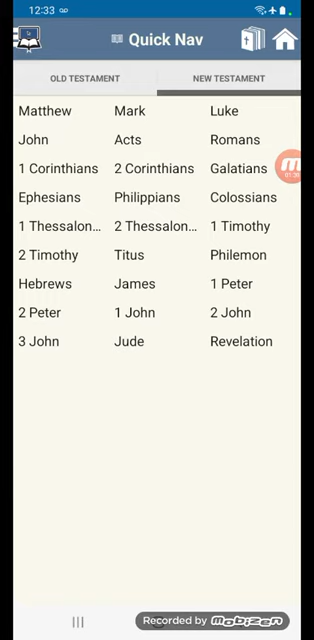 12:33
Quick Nav
OLD TESTAMENT NEW TESTAMENT
Matthew Mark Luke
John Acts Romans
1 Corinthians 2 Corinthians Galatians
Ephesians Philippians Colossians
1 Thessalon... 2 Thessalon... 1 Timothy
2 Timothy Titus Philemon
Hebrews James 1 Peter
2 Peter 1 John 2 John
3 John Jude Revelation
Recorded by mobizen